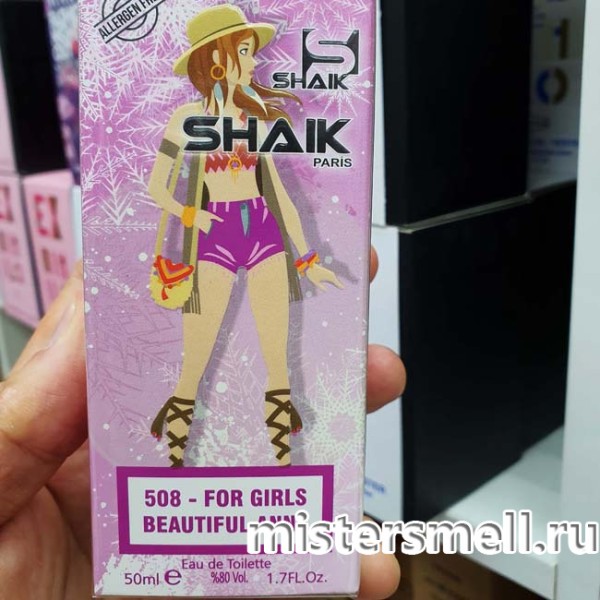 ALLERGEN FREE
SHAIK
SHAIK
PARIS
508 - FOR GIRLS
BEAUTIFUL
mistersmell.ru
Eau de Toilette
50ml e %80 Vol. 1.7FL.Oz.